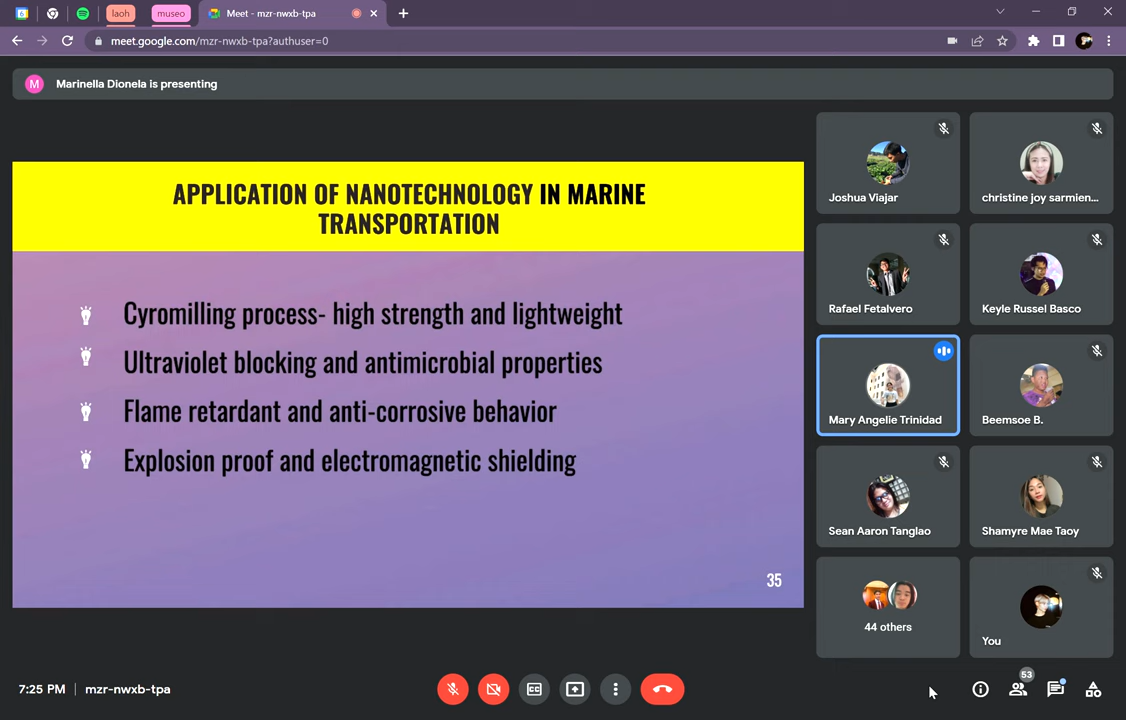 6
laoh
museo
Meet - mzr-nwxb-tpa
meet.google.com/mzr-nwxb-tpa?authuser=0
M
Marinella Dionela is presenting
APPLICATION OF NANOTECHNOLOGY IN MARINE
TRANSPORTATION
Cyromilling process- high strength and lightweight
Ultraviolet blocking and antimicrobial properties
Flame retardant and anti-corrosive behavior
Explosion proof and electromagnetic shielding
35
Joshua Viajar
christine joy sarmien...
Rafael Fetalvero
Keyle Russel Basco
Mary Angelie Trinidad
Beemsoe B.
Sean Aaron Tanglao
Shamyre Mae Taoy
44 others
You
7:25 PM | mzr-nwxb-tpa
CC
53